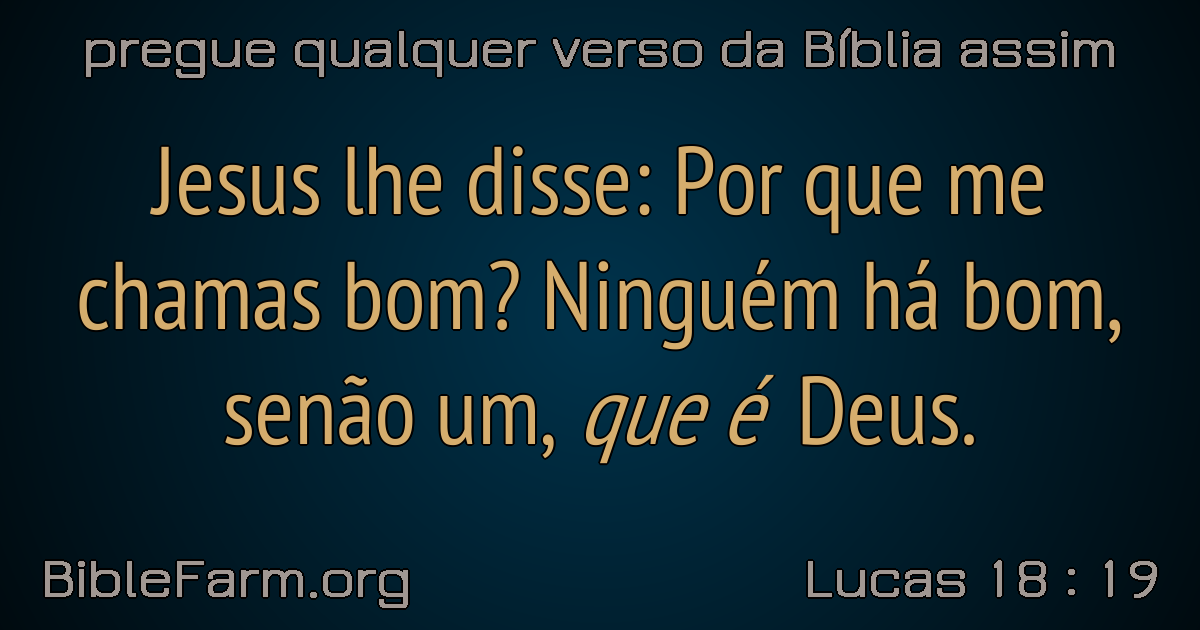 pregue qualquer verso da Bíblia assim
Jesus lhe disse: Por que me
chamas bom? Ninguém há bom,
senão um, que é Deus.
BibleFarm.org
Lucas 18 : 19